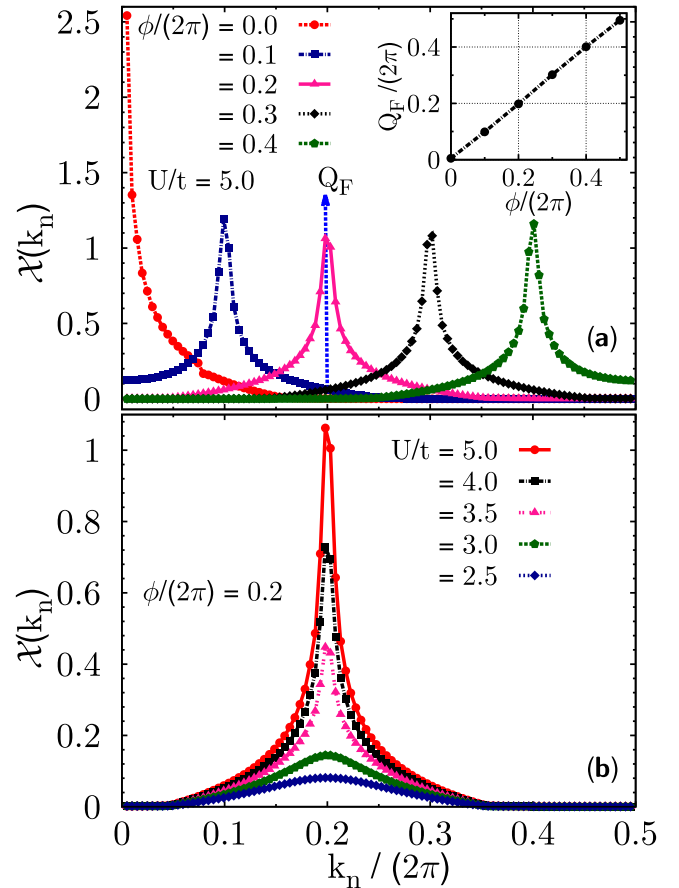 2.5
ϕ/(2π) = 0.0
= 0.1
= 0.2
= 0.3
= 0.4
U/t = 5.0
Q_F
2
1.5
1
0.5
0
𝒳(k_n)
(a)
Q_F/(2π)
0.4
0.2
0
0 0.2 0.4
ϕ/(2π)
U/t = 5.0
= 4.0
= 3.5
= 3.0
= 2.5
ϕ/(2π) = 0.2
1
0.8
0.6
0.4
0.2
0
𝒳(k_n)
(b)
0 0.1 0.2 0.3 0.4 0.5
k_n / (2π)